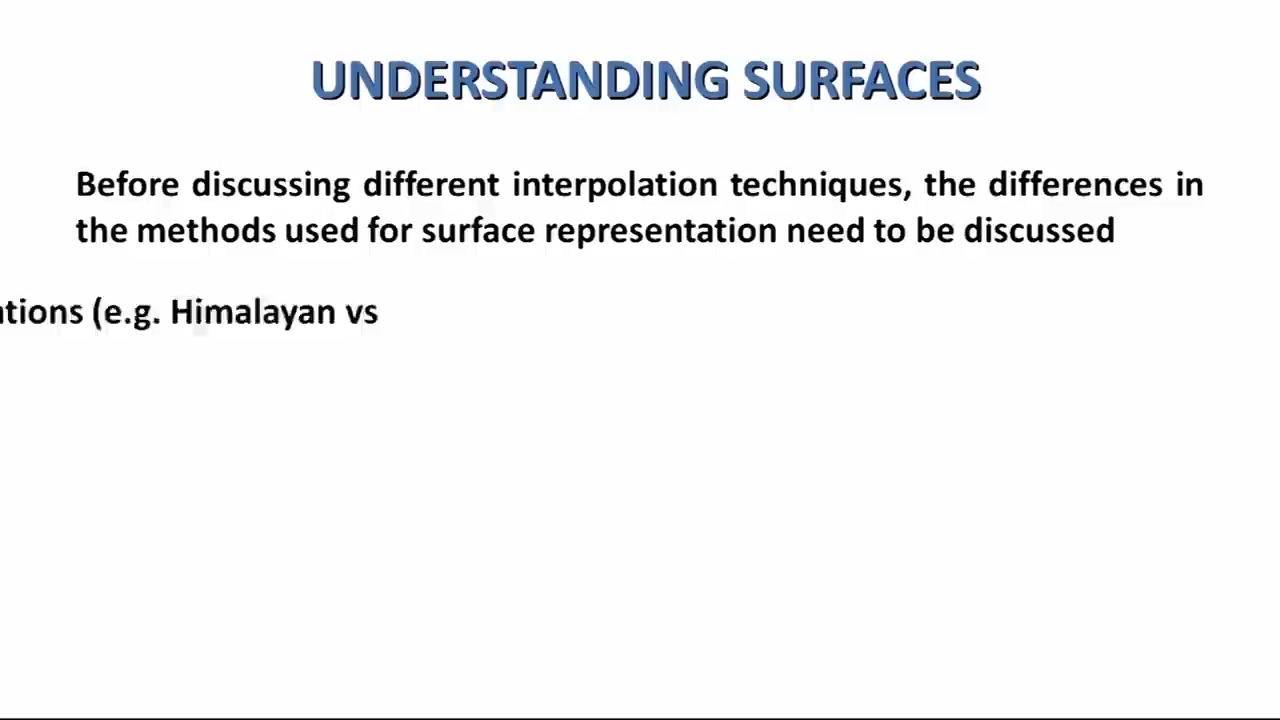 UNDERSTANDING SURFACES
Before discussing different interpolation techniques, the differences in
the methods used for surface representation need to be discussed
(e.g. Himalayan vs